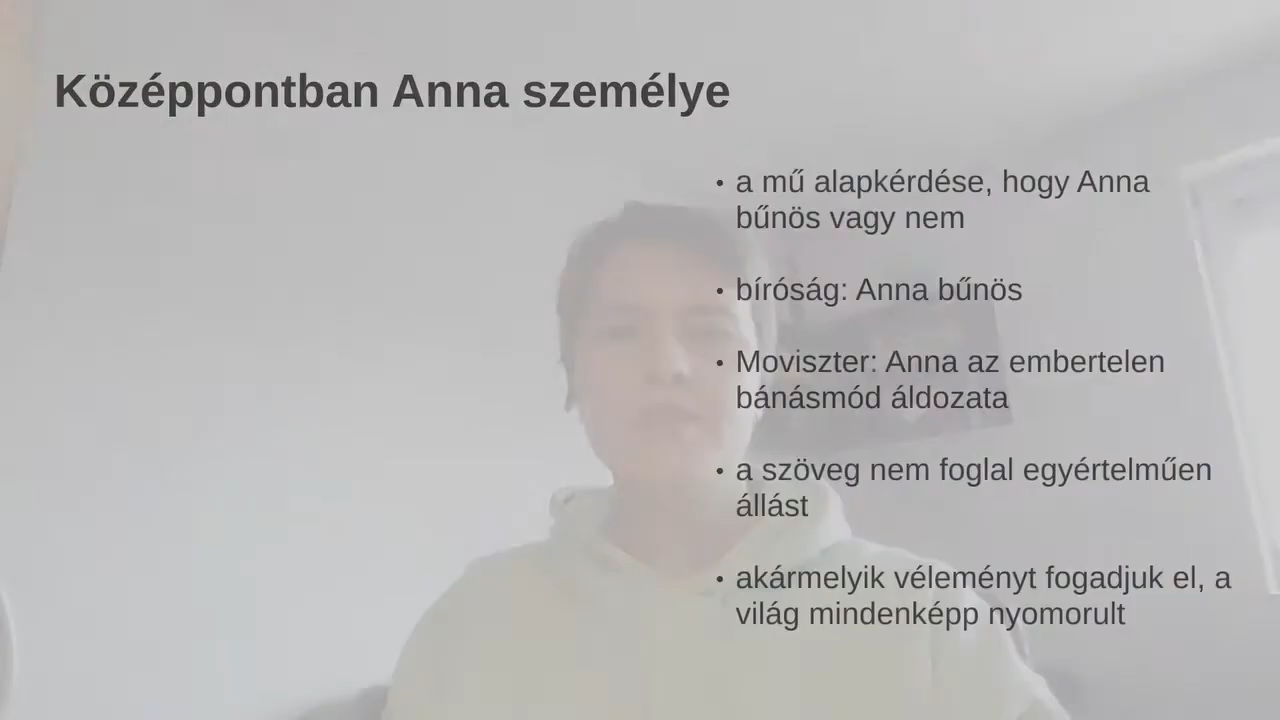 Középpontban Anna személye
• a mű alapkérdése, hogy Anna
bűnös vagy nem
• bíróság: Anna bűnös
• Moviszter: Anna az embertelen
bánásmód áldozata
• a szöveg nem foglal egyértelműen
állást
• akármelyik véleményt fogadjuk el, a
világ mindenképp nyomorult